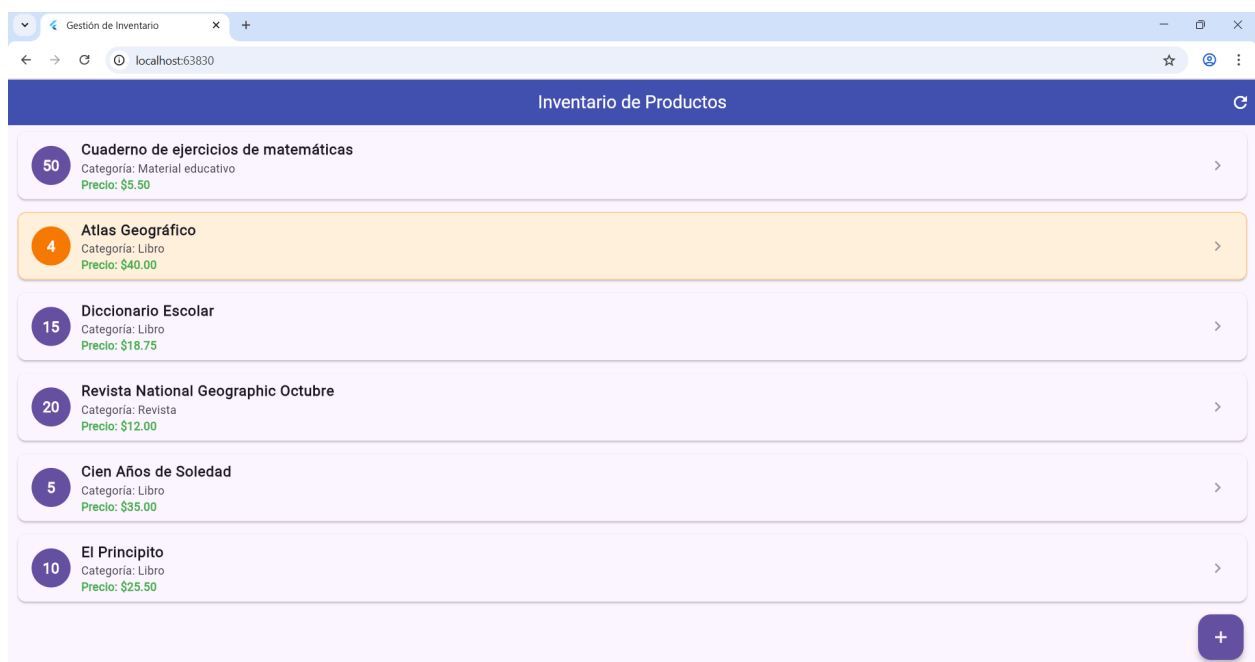 Gestión de Inventario
localhost:63830
Inventario de Productos
50
Cuaderno de ejercicios de matemáticas
Categoría: Material educativo
Precio: $5.50
4
Atlas Geográfico
Categoría: Libro
Precio: $40.00
15
Diccionario Escolar
Categoría: Libro
Precio: $18.75
20
Revista National Geographic Octubre
Categoría: Revista
Precio: $12.00
5
Cien Años de Soledad
Categoría: Libro
Precio: $35.00
10
El Principito
Categoría: Libro
Precio: $25.50